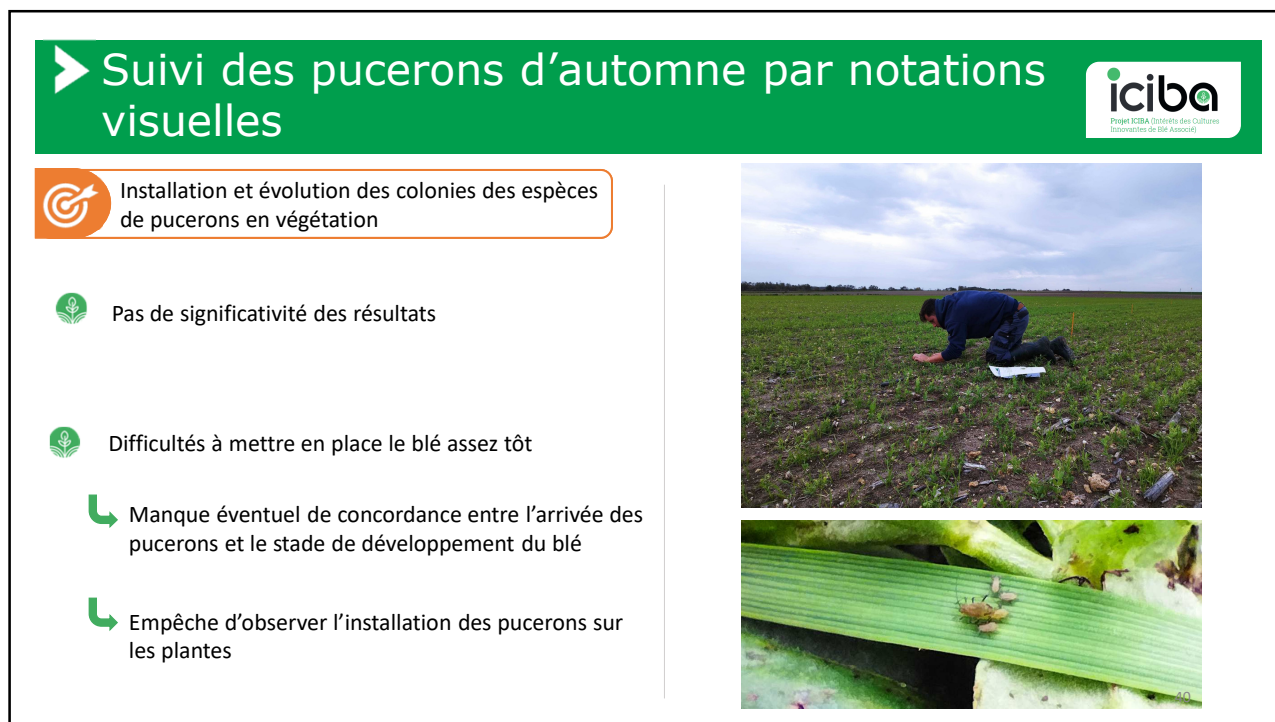 Suivi des pucerons d’automne par notations
visuelles
iciba
Projet ICIBA (Intérêts des Cultures
Innovantes de Blé Associé)
Installation et évolution des colonies des espèces
de pucerons en végétation
Pas de significativité des résultats
Difficultés à mettre en place le blé assez tôt
Manque éventuel de concordance entre l’arrivée des
pucerons et le stade de développement du blé
Empêche d’observer l’installation des pucerons sur
les plantes
40